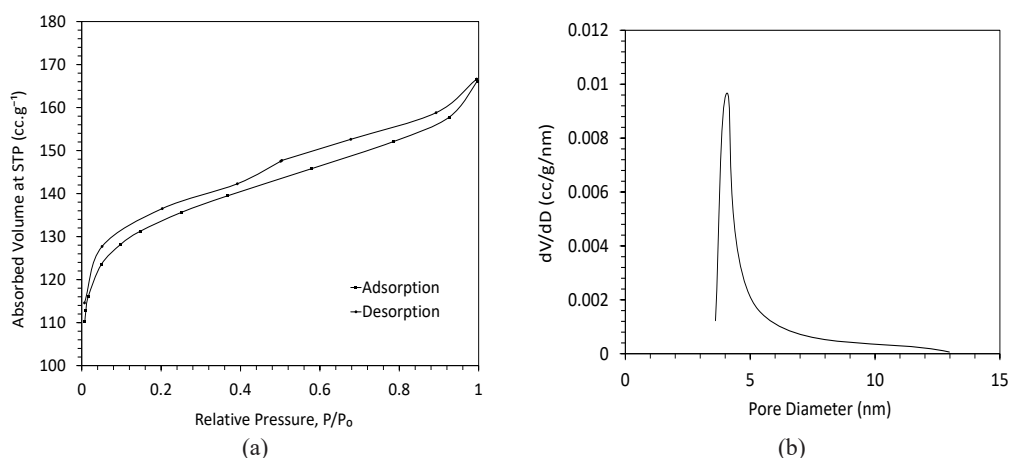 180
170
160
150
140
130
120
110
100
Absorbed Volume at STP (cc.g⁻¹)
Adsorption
Desorption
0 0.2 0.4 0.6 0.8 1
Relative Pressure, P/P₀
(a)
0.012
0.01
0.008
0.006
0.004
0.002
0
dV/dD (cc/g/nm)
0 5 10 15
Pore Diameter (nm)
(b)